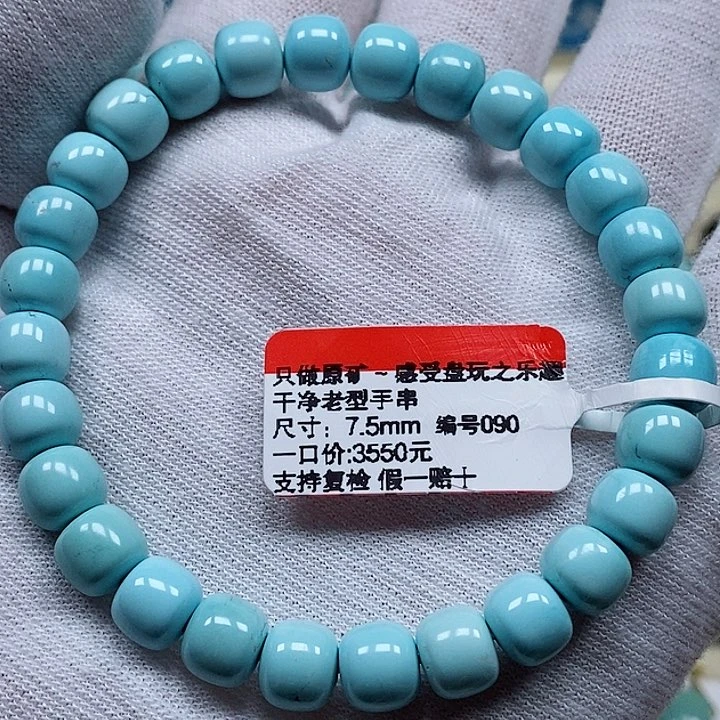 只做原矿~感受盘玩之乐趣
干净老型手串
尺寸：7.5mm 编号090
一口价:3550元
支持复检 假一赔十